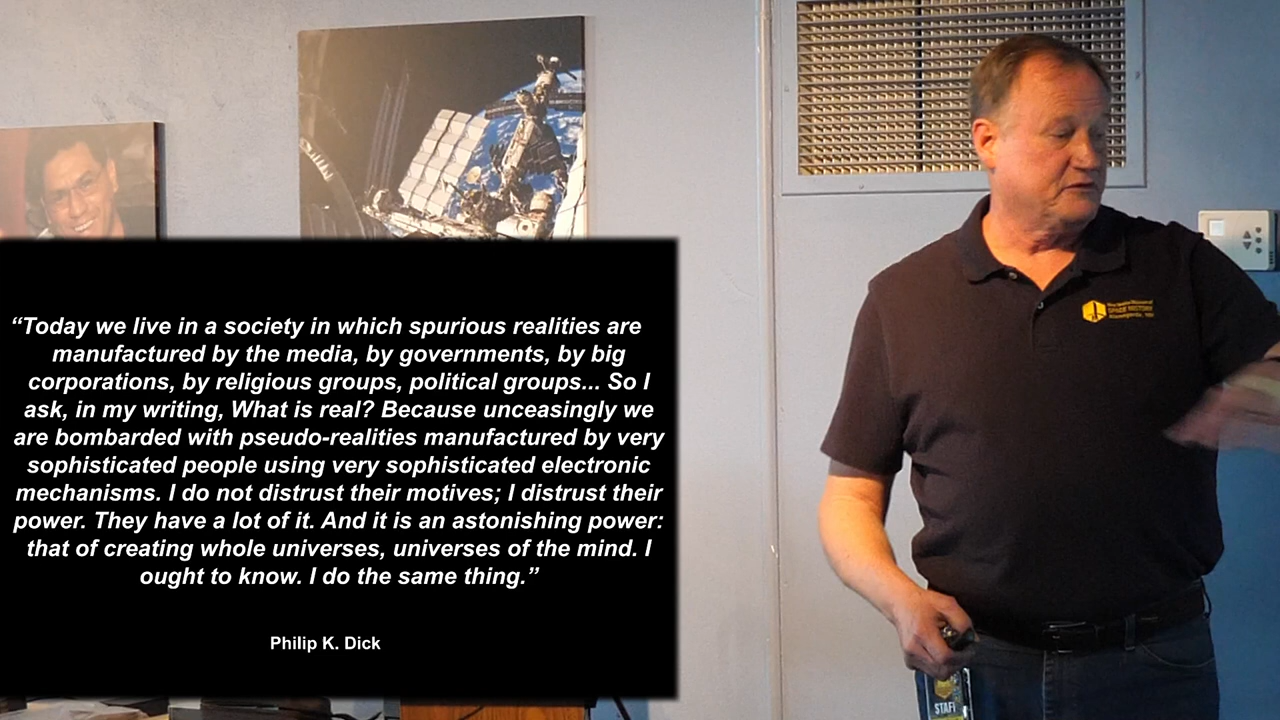 “Today we live in a society in which spurious realities are
manufactured by the media, by governments, by big
corporations, by religious groups, political groups... So I
ask, in my writing, What is real? Because unceasingly we
are bombarded with pseudo-realities manufactured by very
sophisticated people using very sophisticated electronic
mechanisms. I do not distrust their motives; I distrust their
power. They have a lot of it. And it is an astonishing power:
that of creating whole universes, universes of the mind. I
ought to know. I do the same thing.”
Philip K. Dick
SPACE HISTORY
Alamogordo, NM
STAFF